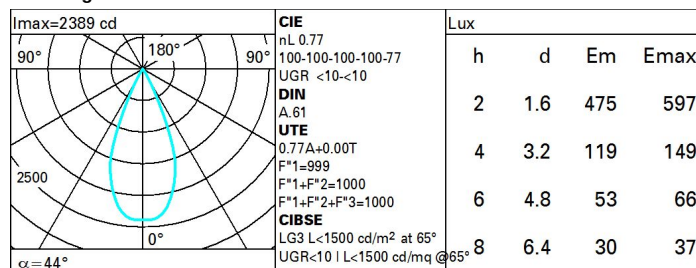 Imax=2389 cd
90°
180°
90°
2500
0°
α=44°
CIE
nL 0.77
100-100-100-100-77
UGR <10-<10
DIN
A.61
UTE
0.77A+0.00T
F"1=999
F"1+F"2=1000
F"1+F"2+F"3=1000
CIBSE
LG3 L<1500 cd/m² at 65°
UGR<10 | L<1500 cd/mq @65°
Lux
h d Em Emax
2 1.6 475 597
4 3.2 119 149
6 4.8 53 66
8 6.4 30 37